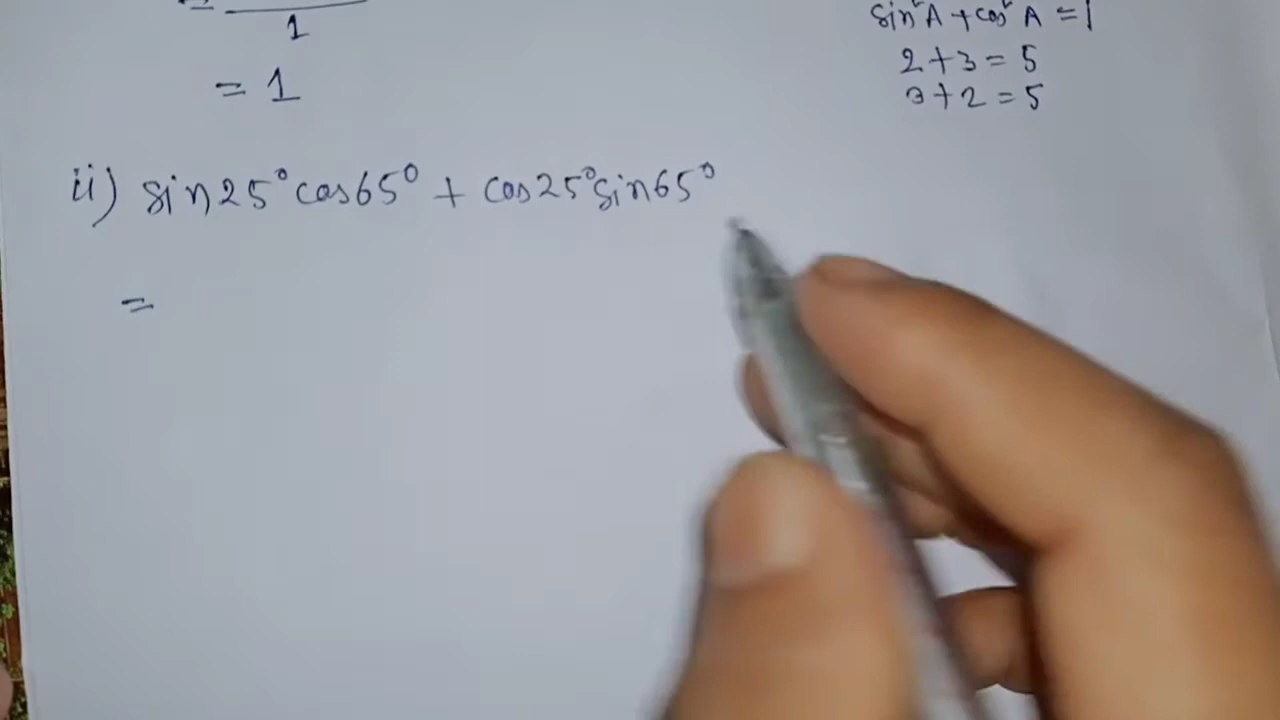 = 1
= 1
sin²A + cos²A = 1
2 + 3 = 5
3 + 2 = 5
ii) sin25° cos65° + cos25° sin65°
=